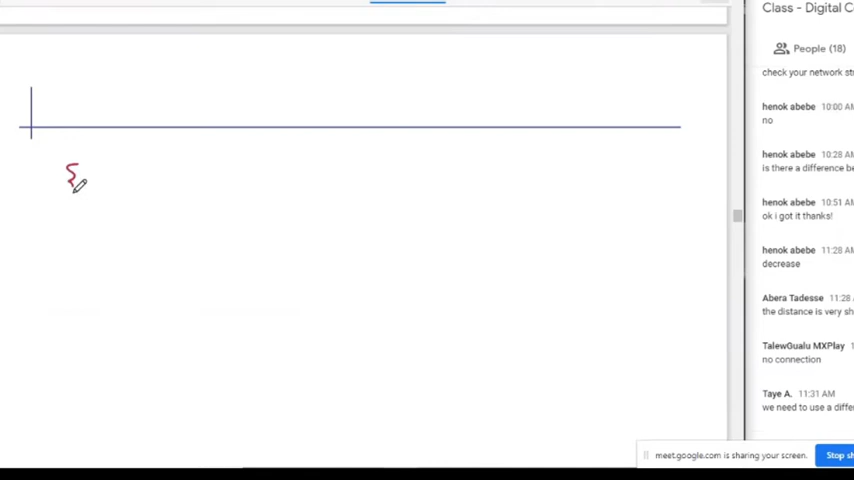 Class - Digital C
People (18)
check your network st
henok abebe 10:00 AM
no
henok abebe 10:28 AM
is there a difference be
henok abebe 10:51 AM
ok i got it thanks!
henok abebe 11:28 AM
decrease
Abera Tadesse 11:28
the distance is very sh
TalewGualu MXPlay 1
no connection
Taye A. 11:31 AM
we need to use a diffe
meet.google.com is sharing your screen. Stop sh